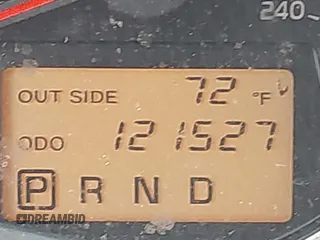 240
OUT SIDE 72 °F
ODO 121527
P R N D
©DREAMBID